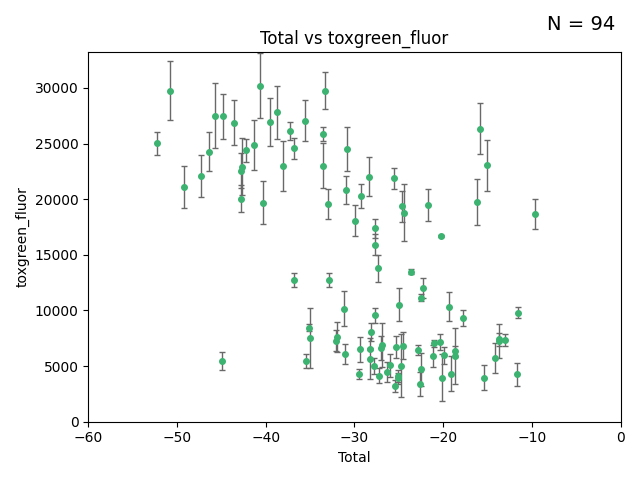 N = 94
Total vs toxgreen_fluor
toxgreen_fluor
30000
25000
20000
15000
10000
5000
0
−60 −50 −40 −30 −20 −10 0
Total